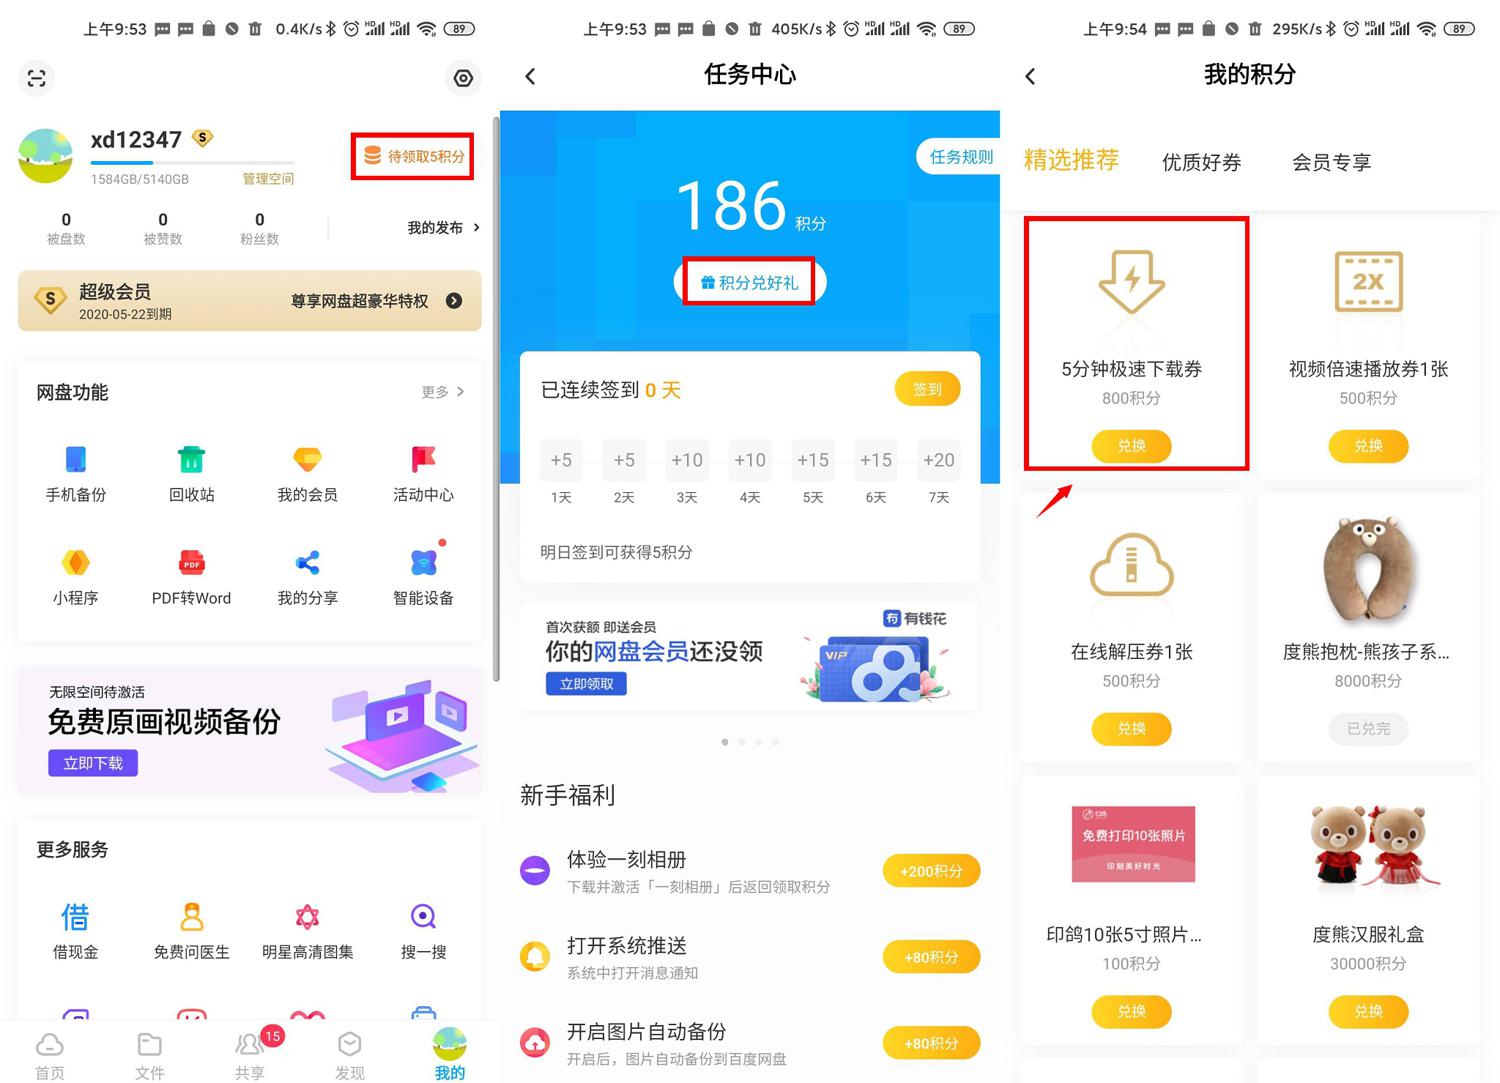 上午9:53
0.4K/s
HD
HD
89
xd12347
S
待领取5积分
1584GB/5140GB
管理空间
0
0
0
被盘数
被赞数
粉丝数
我的发布
S
超级会员
2020-05-22到期
尊享网盘超豪华特权
网盘功能
更多
手机备份
回收站
我的会员
活动中心
PDF
小程序
PDF转Word
我的分享
智能设备
无限空间待激活
免费原画视频备份
立即下载
更多服务
借
借现金
免费问医生
明星高清图集
搜一搜
15
首页
文件
共享
发现
我的
上午9:53
405K/s
HD
HD
89
任务中心
任务规则
186 积分
积分兑好礼
已连续签到 0 天
签到
+5
+5
+10
+10
+15
+15
+20
1天
2天
3天
4天
5天
6天
7天
明日签到可获得5积分
有 有钱花
首次获额 即送会员
你的网盘会员还没领
立即领取
VIP
新手福利
体验一刻相册
下载并激活「一刻相册」后返回领取积分
+200积分
打开系统推送
系统中打开消息通知
+80积分
开启图片自动备份
开启后，图片自动备份到百度网盘
+80积分
上午9:54
295K/s
HD
HD
89
我的积分
精选推荐
优质好券
会员专享
2X
5分钟极速下载券
视频倍速播放券1张
800积分
500积分
兑换
兑换
在线解压券1张
度熊抱枕-熊孩子系...
500积分
8000积分
兑换
已兑完
免费打印10张照片
印刻美好时光
印鸽10张5寸照片...
度熊汉服礼盒
100积分
30000积分
兑换
兑换